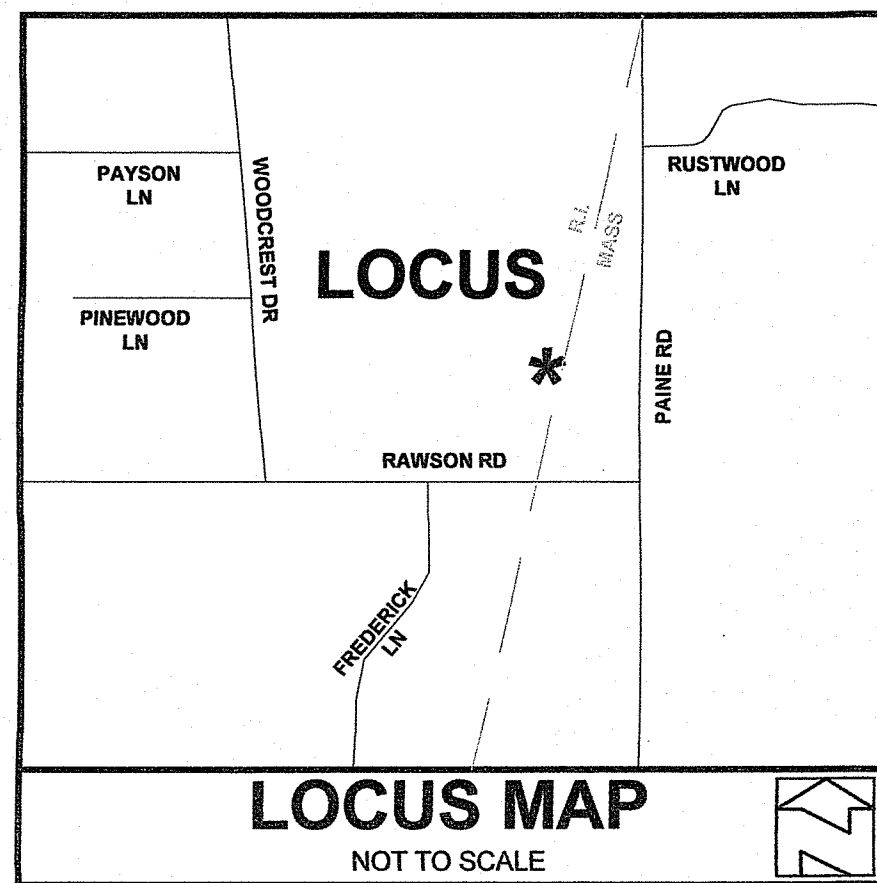 PAYSON
LN
WOODCREST DR
RUSTWOOD
LN
R.I.
MASS
LOCUS
PINEWOOD
LN
PAINE RD
*
RAWSON RD
FREDERICK
LN
LOCUS MAP
NOT TO SCALE
N